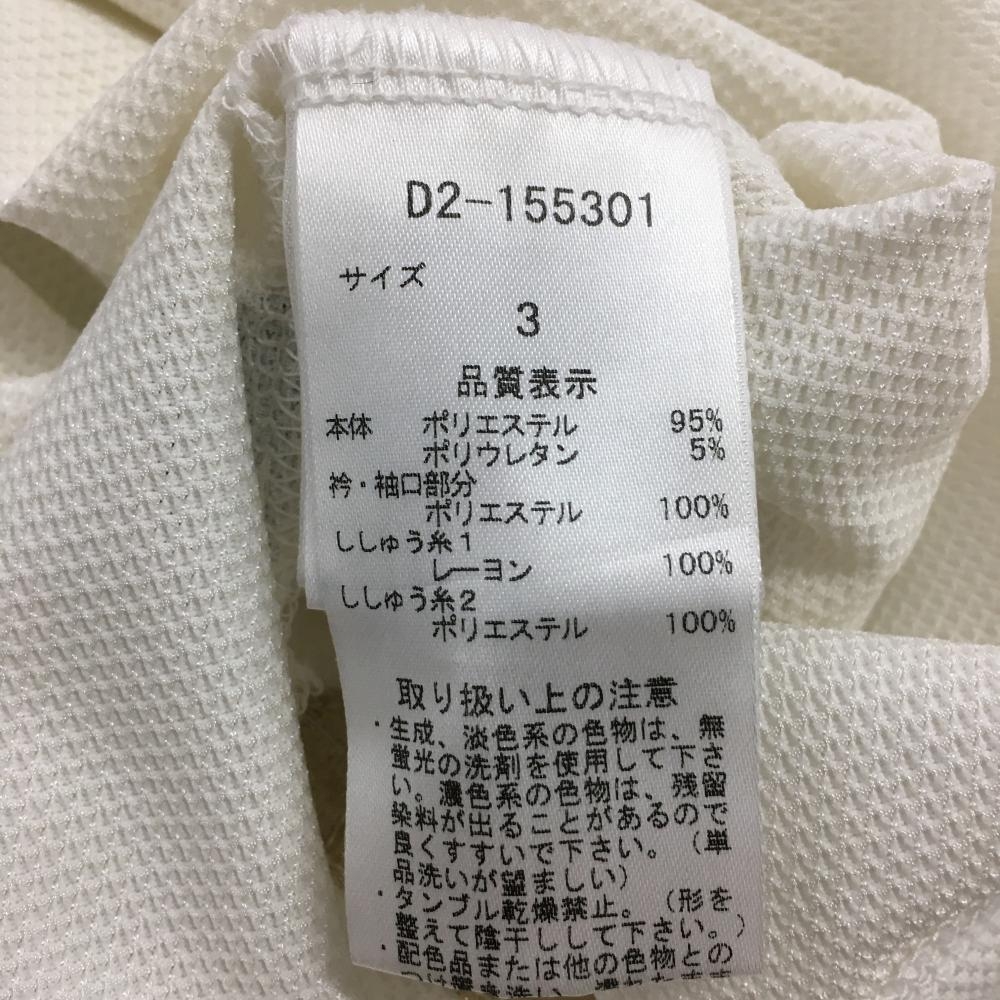 D2-155301
サイズ
3
品質表示
本体 ポリエステル 95%
ポリウレタン 5%
衿・袖口部分
ポリエステル 100%
ししゅう糸1
レーヨン 100%
ししゅう糸2
ポリエステル 100%
取り扱い上の注意
・生成、淡色系の色物は、無
蛍光の洗剤を使用して下さ
い。濃色系の色物は、残留
染料が出ることがあるので
良くすすいで下さい。(単
品洗いが望ましい)
・タンブル乾燥禁止。(形を
整えて陰干しして下さい。)
・配色品または他の色物との